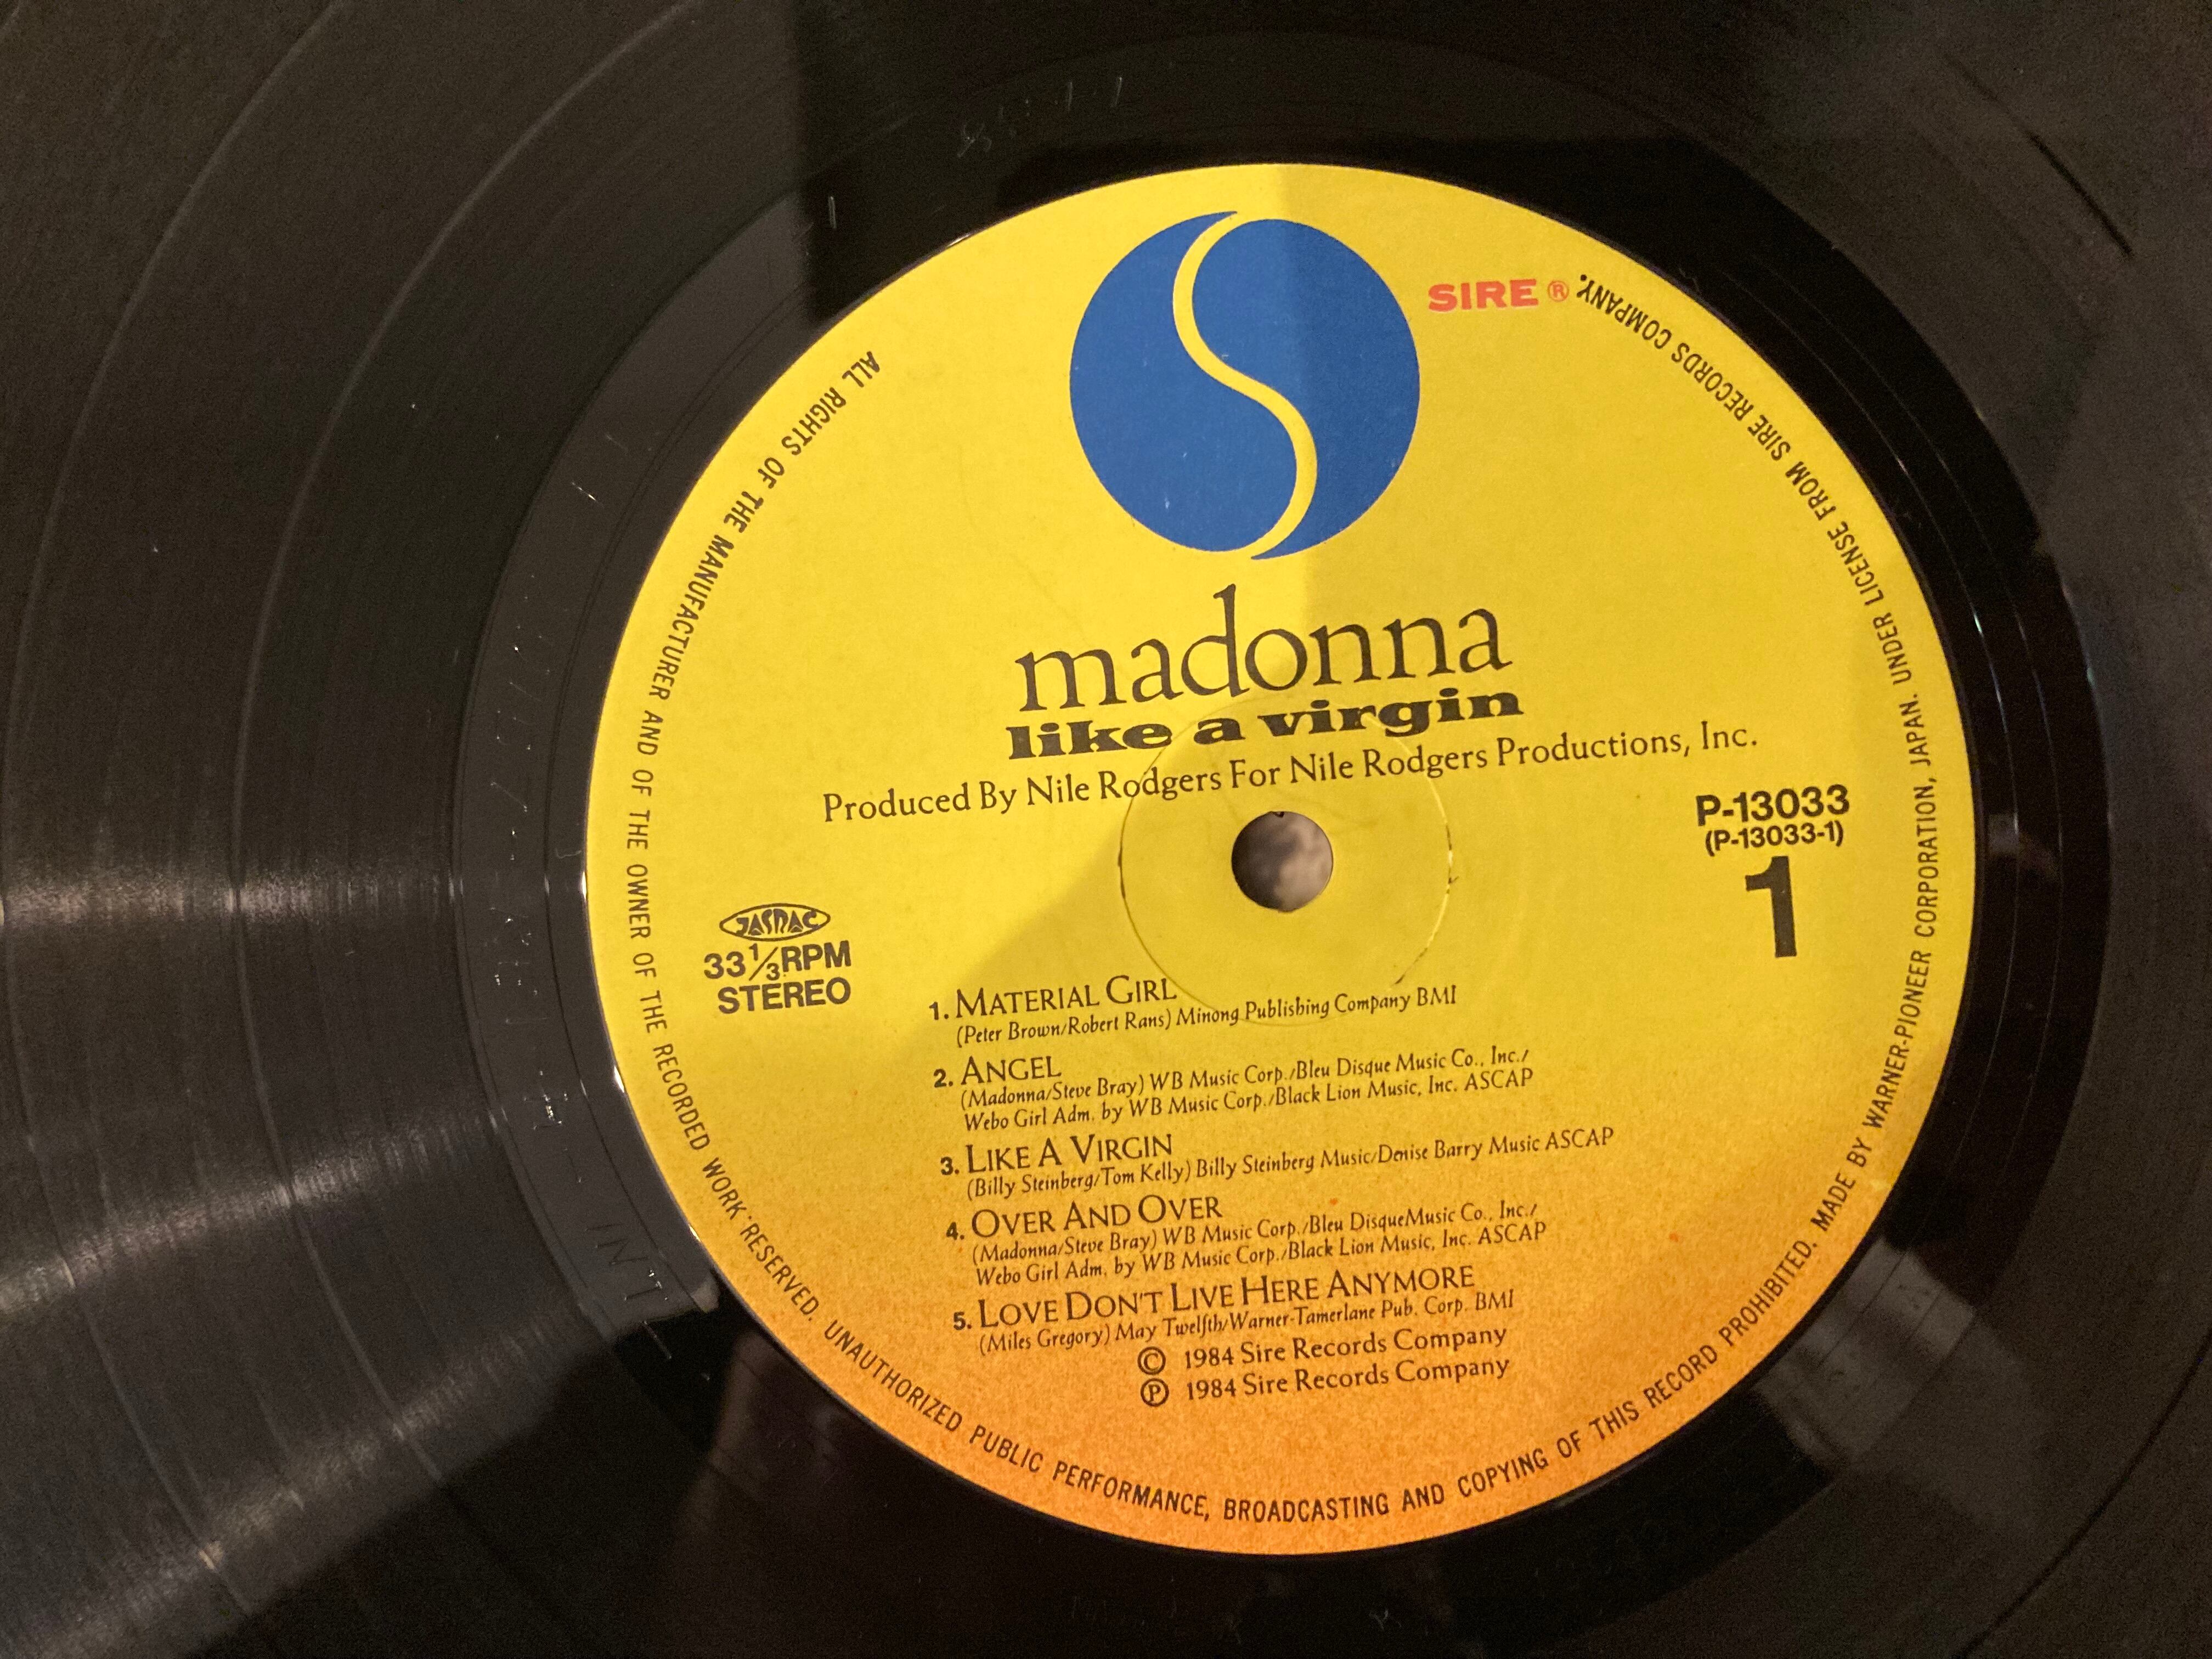 SIRE ®
madonna
like a virgin
Produced By Nile Rodgers For Nile Rodgers Productions, Inc.
P-13033
(P-13033-1)
1
JASRAC
33 1/3 RPM
STEREO
1. MATERIAL GIRL
(Peter Brown/Robert Rans) Minong Publishing Company BMI
2. ANGEL
(Madonna/Steve Bray) WB Music Corp./Bleu Disque Music Co., Inc./
Webo Girl Adm. by WB Music Corp./Black Lion Music, Inc. ASCAP
3. LIKE A VIRGIN
(Billy Steinberg/Tom Kelly) Billy Steinberg Music/Denise Barry Music ASCAP
4. OVER AND OVER
(Madonna/Steve Bray) WB Music Corp./Bleu DisqueMusic Co., Inc./
Webo Girl Adm. by WB Music Corp./Black Lion Music, Inc. ASCAP
5. LOVE DON'T LIVE HERE ANYMORE
(Miles Gregory) May Twelfth/Warner-Tamerlane Pub. Corp. BMI
© 1984 Sire Records Company
℗ 1984 Sire Records Company
ALL RIGHTS OF THE MANUFACTURER AND OF THE OWNER OF THE RECORDED WORK RESERVED. UNAUTHORIZED PUBLIC PERFORMANCE, BROADCASTING AND COPYING OF THIS RECORD PROHIBITED. MADE BY WARNER-PIONEER CORPORATION, JAPAN. UNDER LICENSE FROM SIRE RECORDS COMPANY.